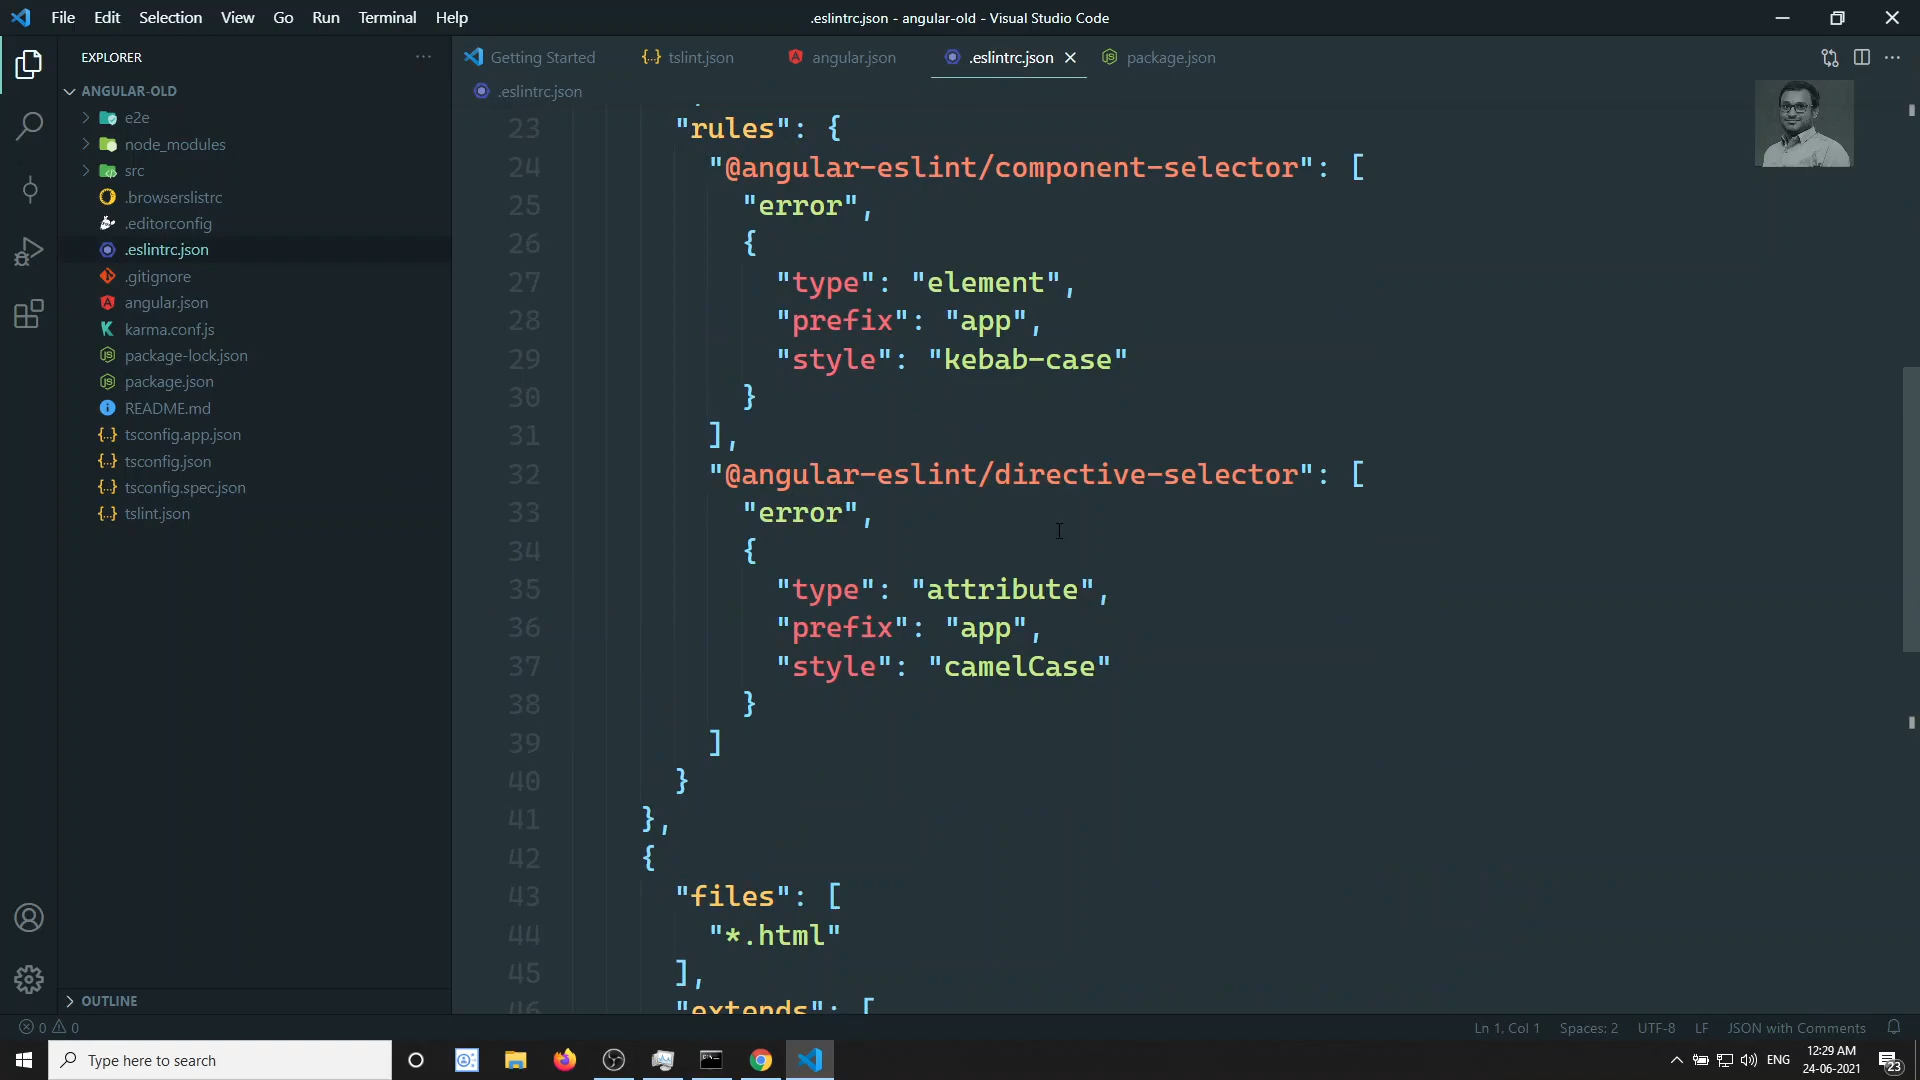 File Edit Selection View Go Run Terminal Help
.eslintrc.json - angular-old - Visual Studio Code
EXPLORER
ANGULAR-OLD
e2e
node_modules
src
.browserslistrc
.editorconfig
.eslintrc.json
.gitignore
angular.json
karma.conf.js
package-lock.json
package.json
README.md
tsconfig.app.json
tsconfig.json
tsconfig.spec.json
tslint.json
OUTLINE
Getting Started
tslint.json
angular.json
.eslintrc.json
package.json
.eslintrc.json
23 "rules": {
24 "@angular-eslint/component-selector": [
25 "error",
26 {
27 "type": "element",
28 "prefix": "app",
29 "style": "kebab-case"
30 }
31 ],
32 "@angular-eslint/directive-selector": [
33 "error",
34 {
35 "type": "attribute",
36 "prefix": "app",
37 "style": "camelCase"
38 }
39 ]
40 }
41 },
42 {
43 "files": [
44 "*.html"
45 ],
46 "extends": [
0 0
Ln 1, Col 1 Spaces: 2 UTF-8 LF JSON with Comments
Type here to search
ENG
12:29 AM
24-06-2021
23